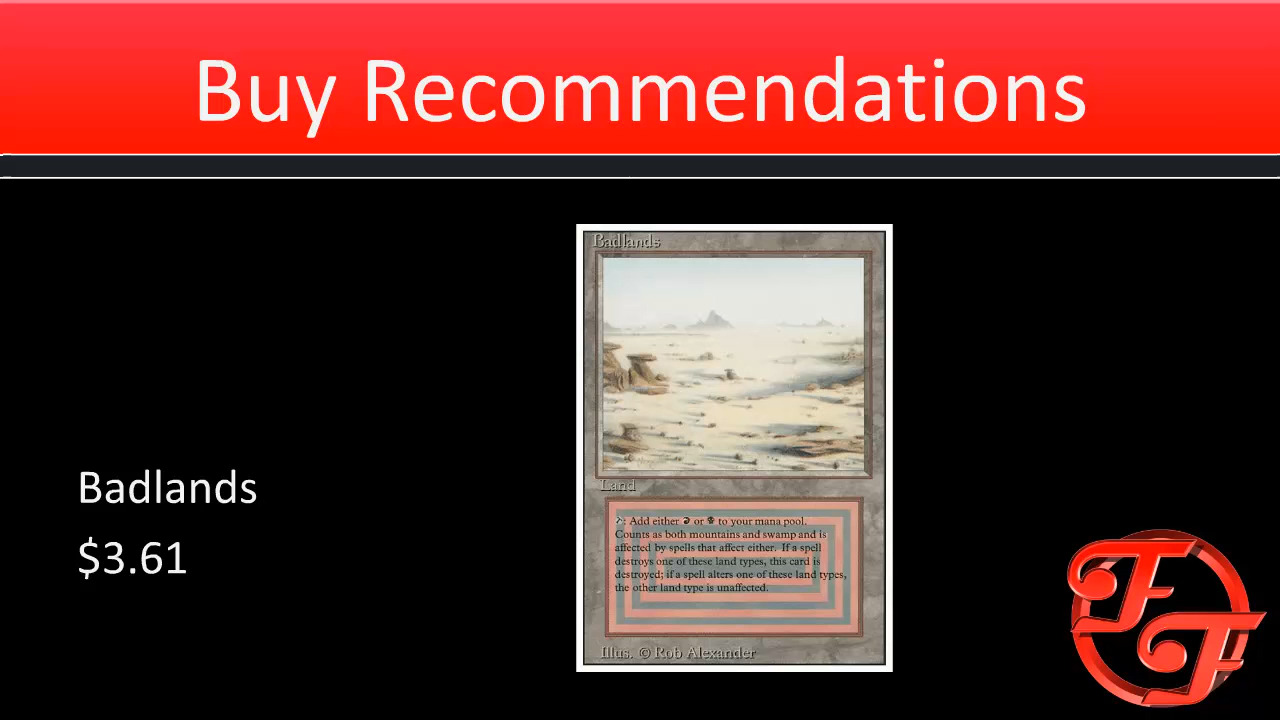 Buy Recommendations
Badlands
$3.61
Badlands
Land
: Add either or to your mana pool.
Counts as both mountains and swamp and is
affected by spells that affect either. If a spell
destroys one of these land types, this card is
destroyed; if a spell alters one of these land types,
the other land type is unaffected.
Illus. © Rob Alexander
FF